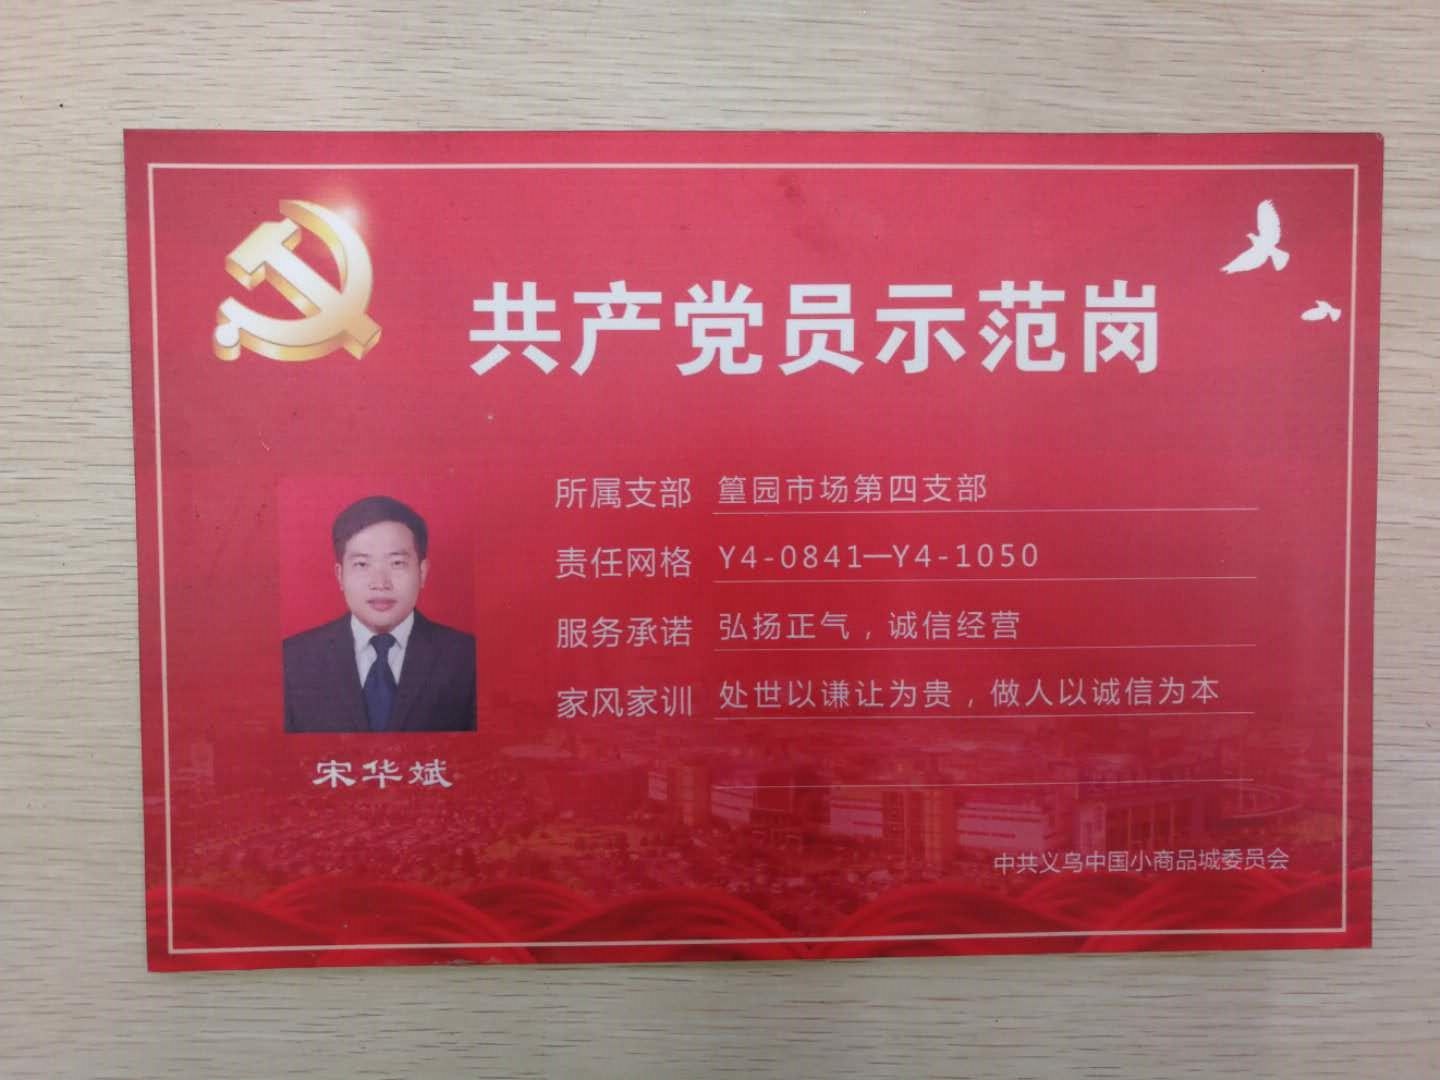 共产党员示范岗
所属支部 篁园市场第四支部
责任网格 Y4-0841—Y4-1050
服务承诺 弘扬正气，诚信经营
家风家训 处世以谦让为贵，做人以诚信为本
宋华斌
中共义乌中国小商品城委员会